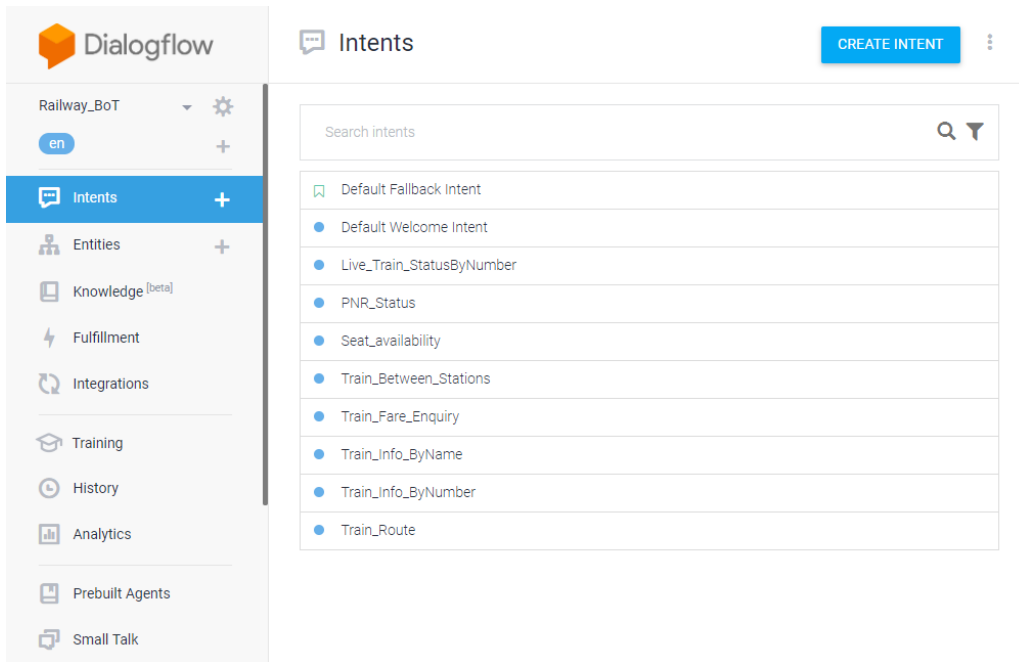 Dialogflow
Railway_BoT
en
Intents
Entities
Knowledge [beta]
Fulfillment
Integrations
Training
History
Analytics
Prebuilt Agents
Small Talk
Intents
CREATE INTENT
Search intents
Default Fallback Intent
Default Welcome Intent
Live_Train_StatusByNumber
PNR_Status
Seat_availability
Train_Between_Stations
Train_Fare_Enquiry
Train_Info_ByName
Train_Info_ByNumber
Train_Route